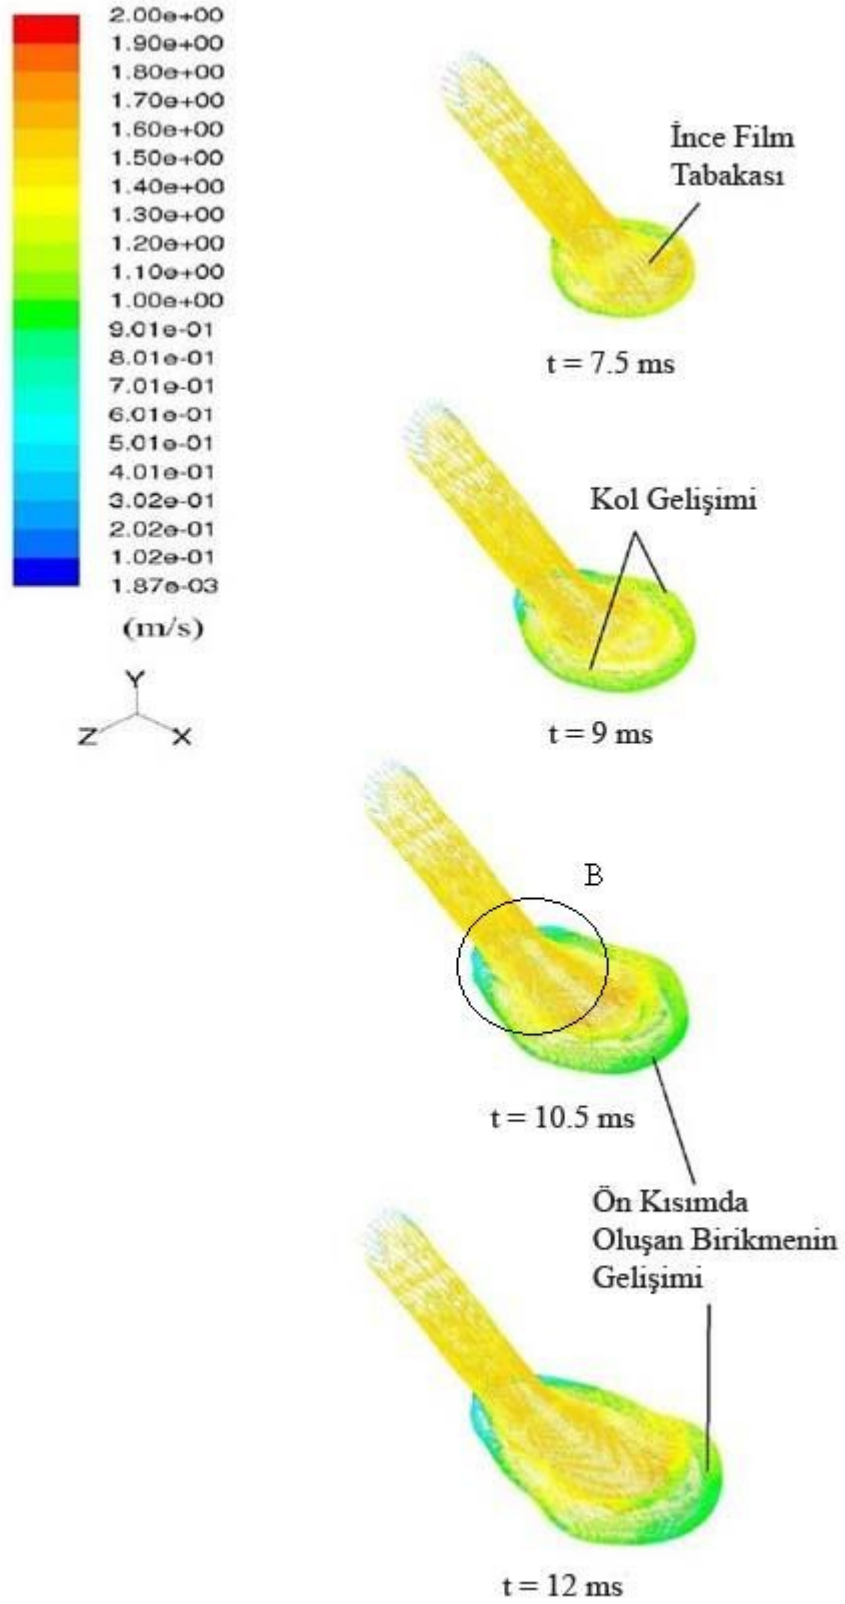 2.00e+00
1.90e+00
1.80e+00
1.70e+00
1.60e+00
1.50e+00
1.40e+00
1.30e+00
1.20e+00
1.10e+00
1.00e+00
9.01e-01
8.01e-01
7.01e-01
6.01e-01
5.01e-01
4.01e-01
3.02e-01
2.02e-01
1.02e-01
1.87e-03
(m/s)
Y
Z X
İnce Film
Tabakası
t = 7.5 ms
Kol Gelişimi
t = 9 ms
B
t = 10.5 ms
Ön Kısımda
Oluşan Birikmenin
Gelişimi
t = 12 ms